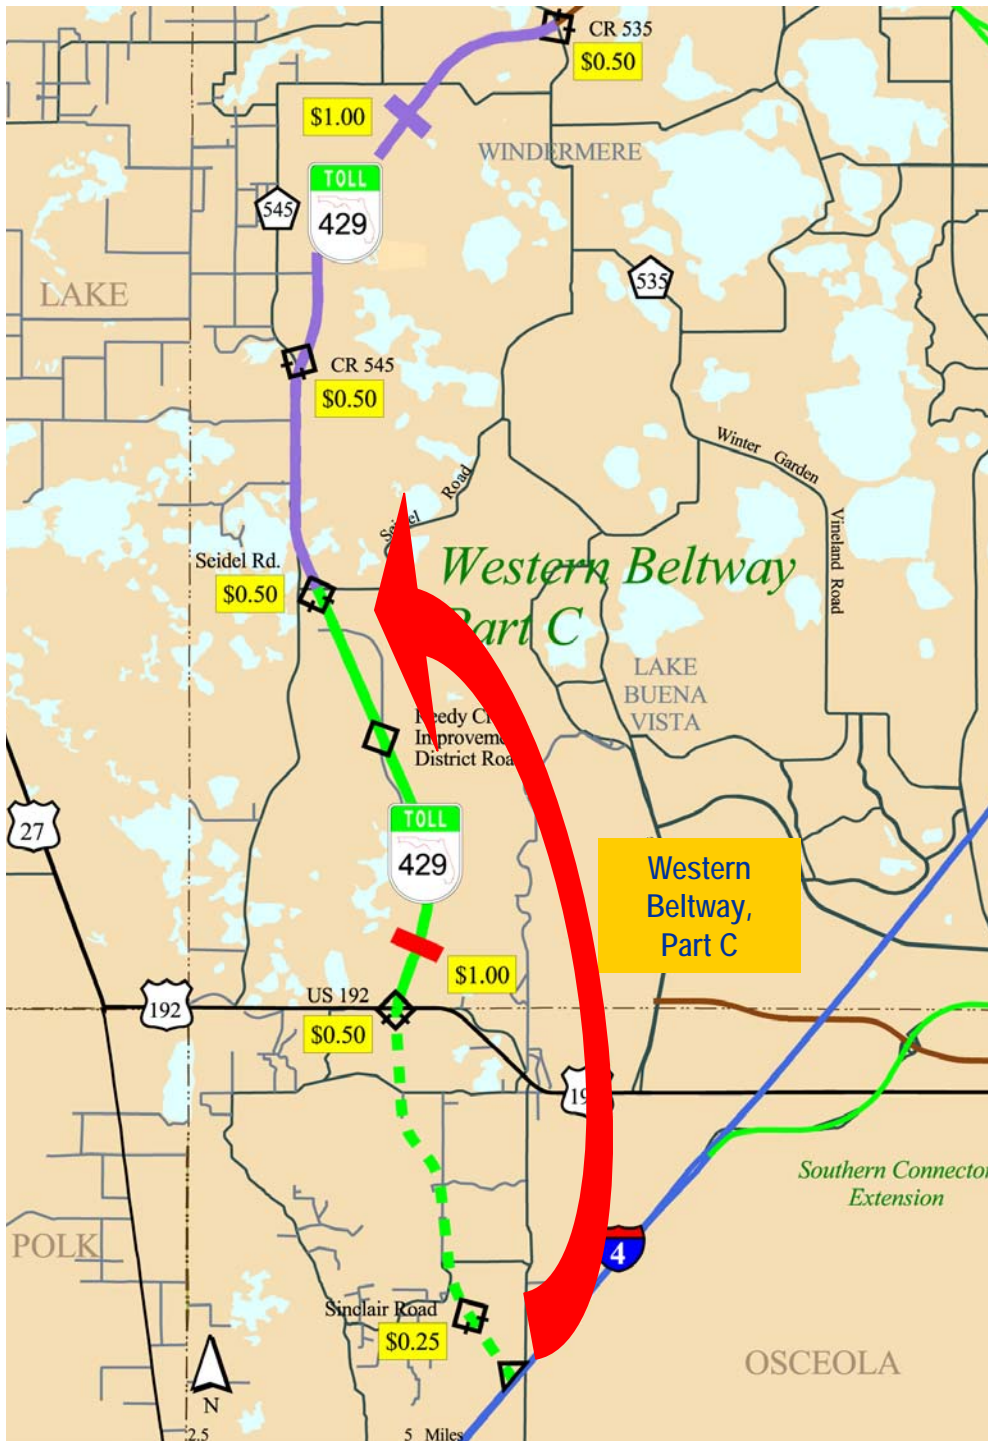 CR 535
$0.50
$1.00
WINDERMERE
TOLL
429
545
535
LAKE
CR 545
$0.50
Winter Garden
Vineland Road
Road
Seidel Rd.
$0.50
Western Beltway
Part C
LAKE
BUENA
VISTA
District
27
TOLL
429
Western
Beltway,
Part C
$1.00
US 192
192
$0.50
Southern Connector
Extension
POLK
4
Sinclair Road
$0.25
OSCEOLA
N
2.5
5 Miles